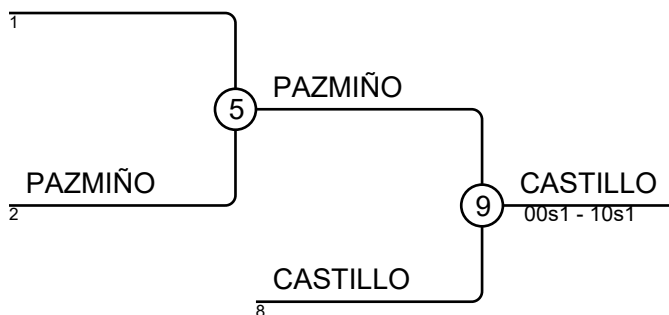 1
PAZMIÑO
5
PAZMIÑO
2
CASTILLO
9
00s1 - 10s1
CASTILLO
8